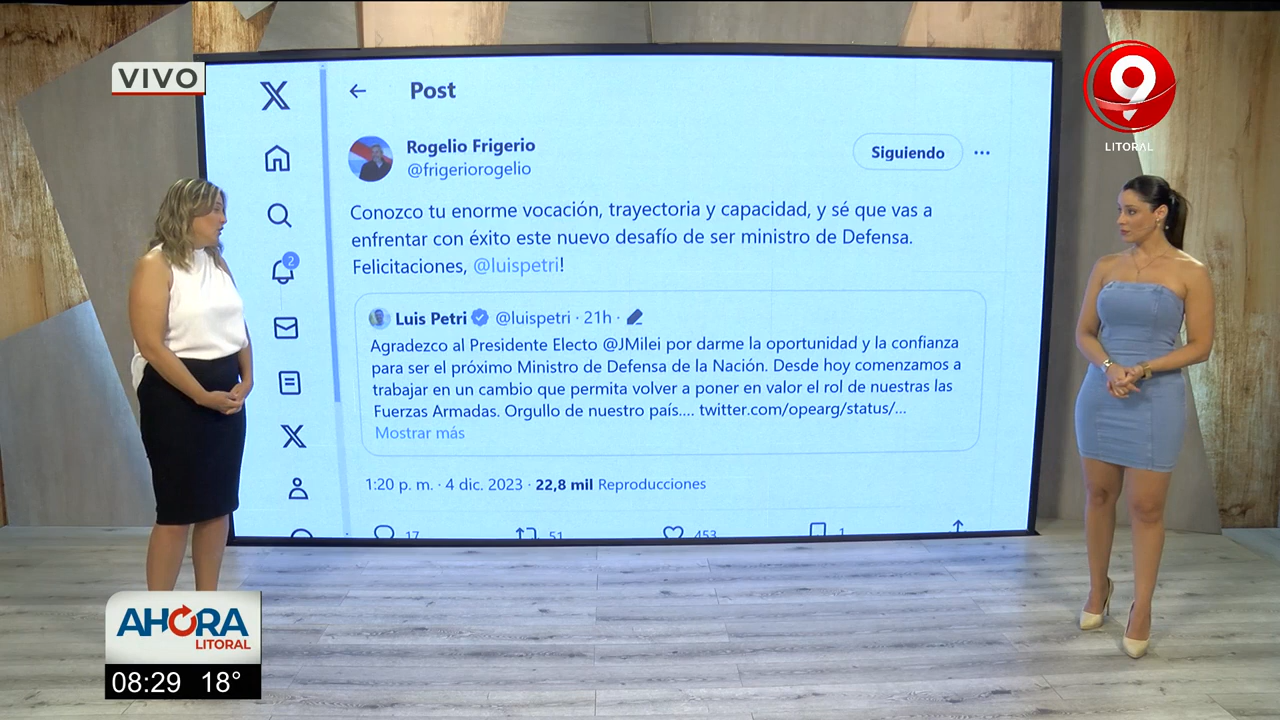 VIVO
9
LITORAL
Post
Rogelio Frigerio
@frigeriorogelio
Siguiendo
Conozco tu enorme vocación, trayectoria y capacidad, y sé que vas a
enfrentar con éxito este nuevo desafío de ser ministro de Defensa.
Felicitaciones, @luispetri!
2
Luis Petri @luispetri · 21h ·
Agradezco al Presidente Electo @JMilei por darme la oportunidad y la confianza
para ser el próximo Ministro de Defensa de la Nación. Desde hoy comenzamos a
trabajar en un cambio que permita volver a poner en valor el rol de nuestras las
Fuerzas Armadas. Orgullo de nuestro país.... twitter.com/opearg/status/...
Mostrar más
1:20 p. m. · 4 dic. 2023 · 22,8 mil Reproducciones
17 51 453 1
AHORA
LITORAL
08:29 18°